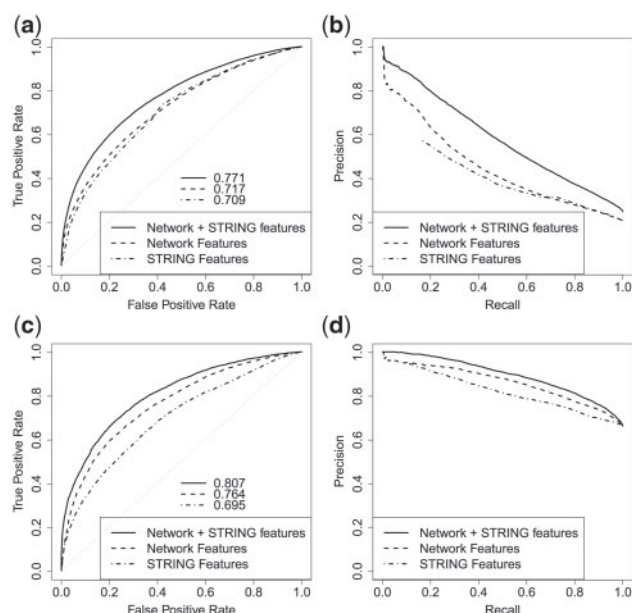 (a)
True Positive Rate
0.0 0.2 0.4 0.6 0.8 1.0
0.771
0.717
0.709
Network + STRING features
Network Features
STRING Features
0.0 0.2 0.4 0.6 0.8 1.0
False Positive Rate
(b)
Precision
0.0 0.2 0.4 0.6 0.8 1.0
Network + STRING features
Network Features
STRING Features
0.0 0.2 0.4 0.6 0.8 1.0
Recall
(c)
True Positive Rate
0.0 0.2 0.4 0.6 0.8 1.0
0.807
0.764
0.695
Network + STRING features
Network Features
STRING Features
0.0 0.2 0.4 0.6 0.8 1.0
False Positive Rate
(d)
Precision
0.0 0.2 0.4 0.6 0.8 1.0
Network + STRING features
Network Features
STRING Features
0.0 0.2 0.4 0.6 0.8 1.0
Recall